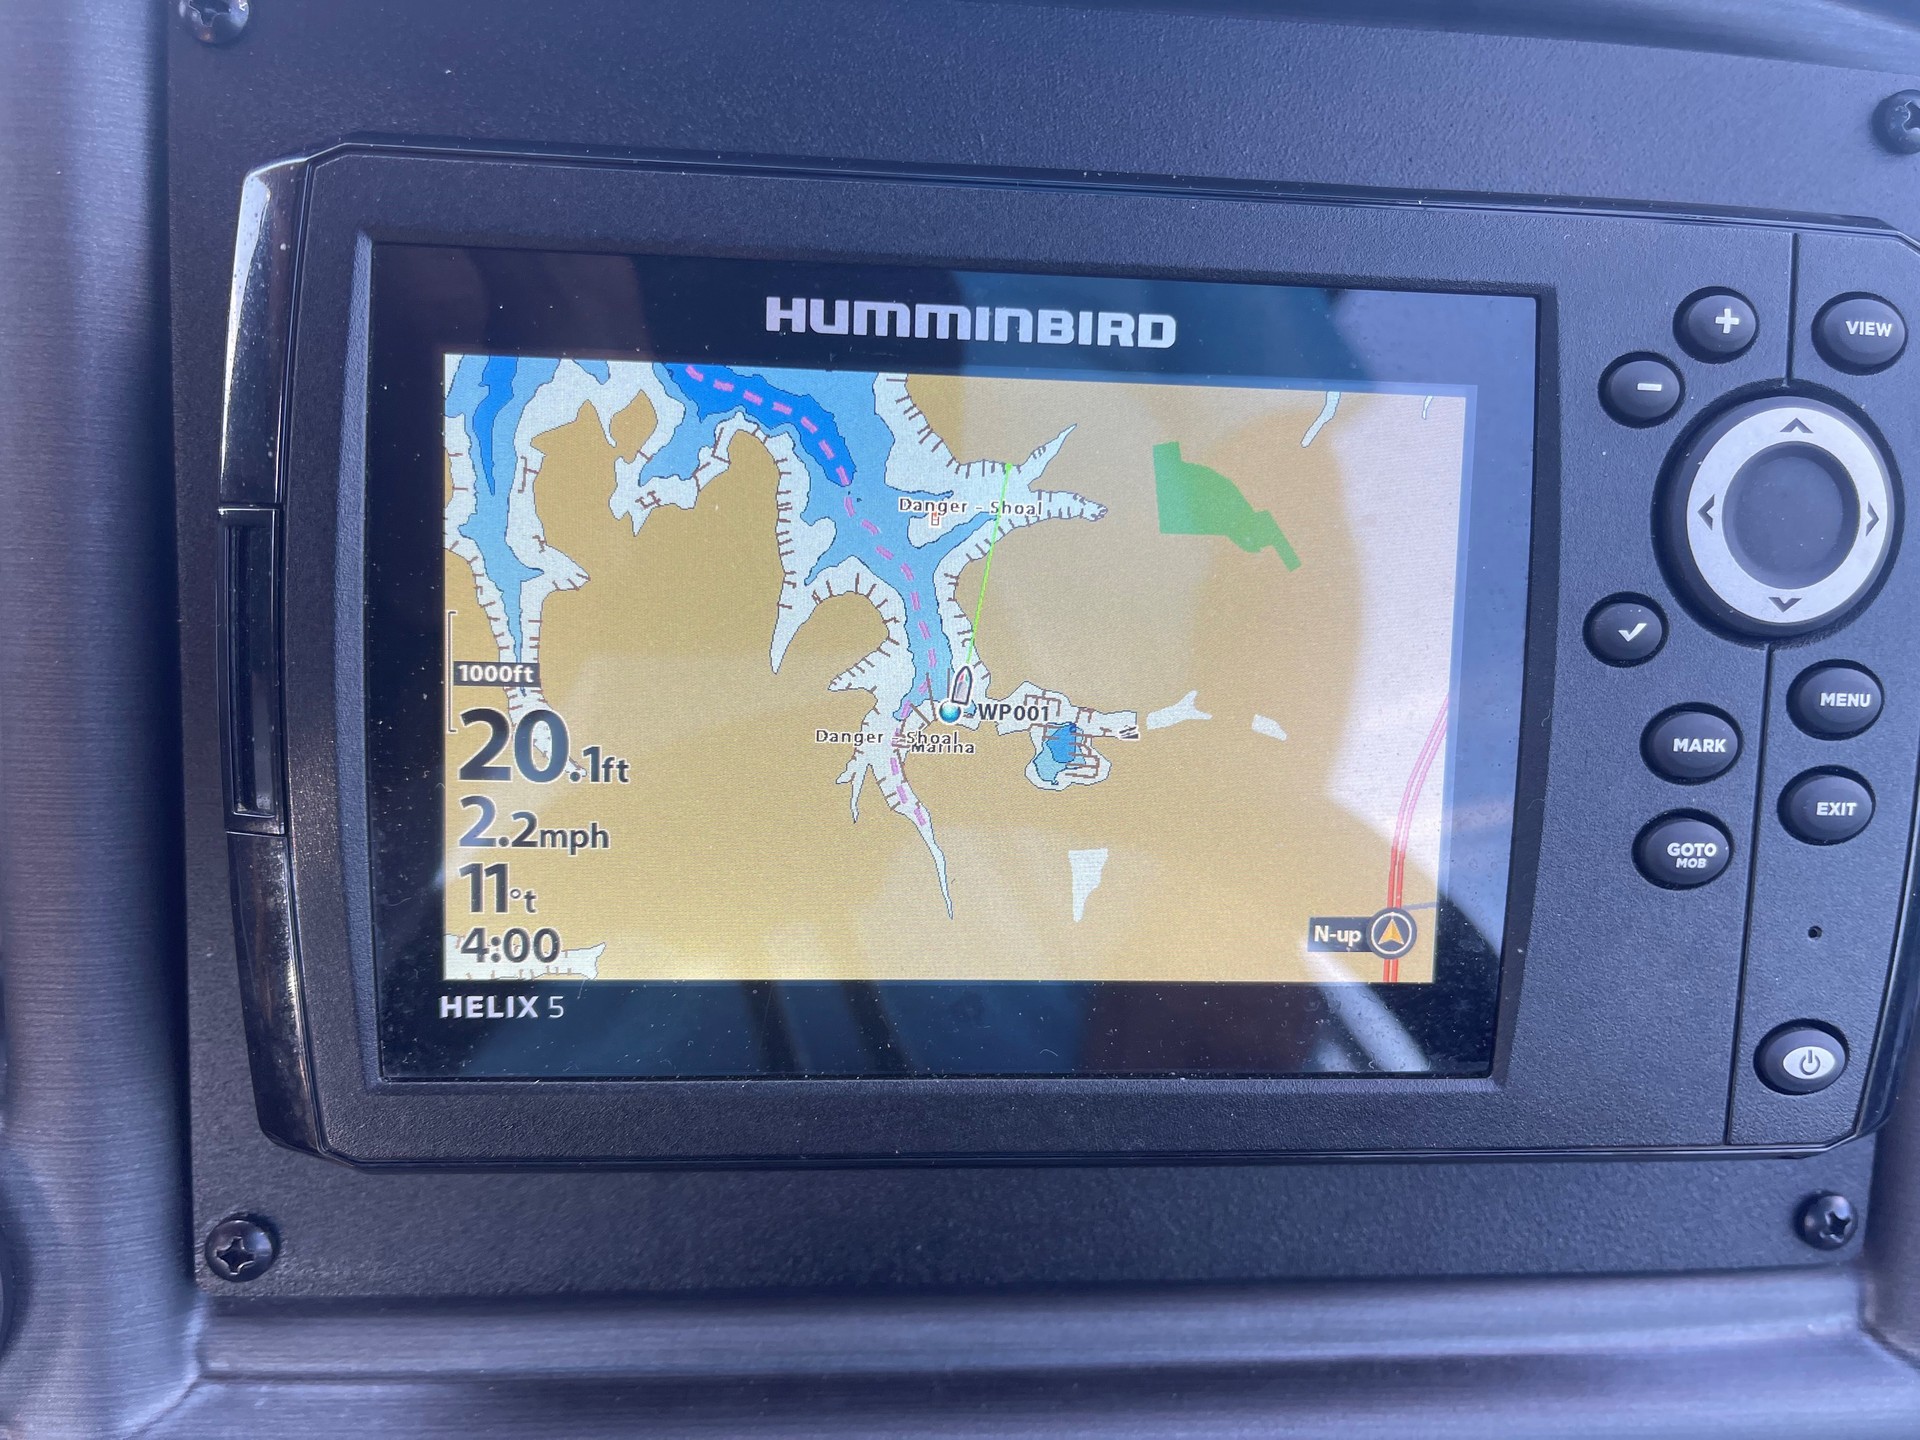 HUMMINBIRD
Danger - Shoal
1000ft
20.1ft
WP001
Danger - Shoal
Marina
2.2mph
11°t
4:00
N-up
HELIX 5
+
VIEW
-
MENU
MARK
EXIT
GOTO
MOB